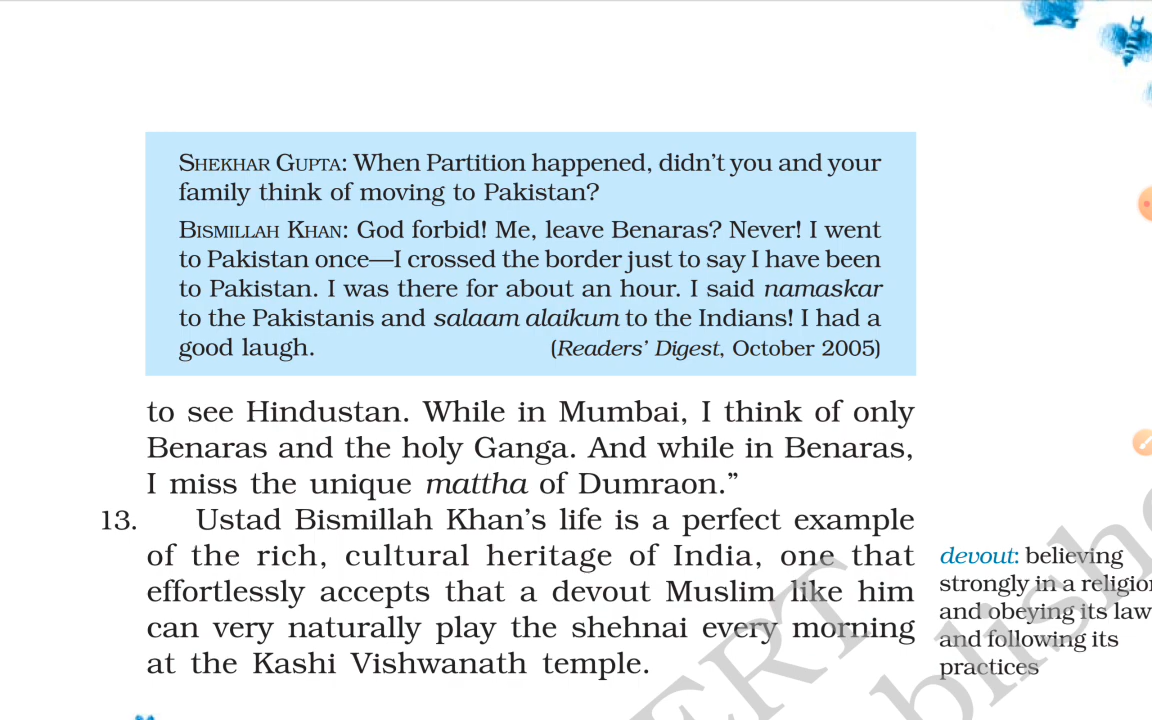 SHEKHAR GUPTA: When Partition happened, didn't you and your
family think of moving to Pakistan?
BISMILLAH KHAN: God forbid! Me, leave Benaras? Never! I went
to Pakistan once—I crossed the border just to say I have been
to Pakistan. I was there for about an hour. I said namaskar
to the Pakistanis and salaam alaikum to the Indians! I had a
good laugh. (Readers' Digest, October 2005)
to see Hindustan. While in Mumbai, I think of only
Benaras and the holy Ganga. And while in Benaras,
I miss the unique mattha of Dumraon.”
13. Ustad Bismillah Khan's life is a perfect example
of the rich, cultural heritage of India, one that
effortlessly accepts that a devout Muslim like him
can very naturally play the shehnai every morning
at the Kashi Vishwanath temple.
devout: believing
strongly in a religio
and obeying its law
and following its
practices